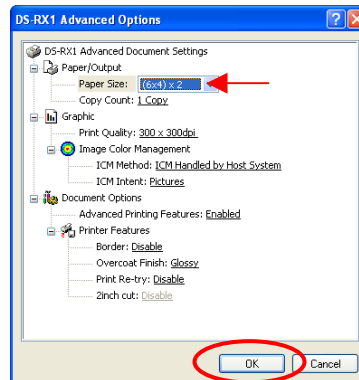 DS-RX1 Advanced Options
DS-RX1 Advanced Document Settings
Paper/Output
Paper Size: (6x4) x 2
Copy Count: 1 Copy
Graphic
Print Quality: 300 x 300dpi
Image Color Management
ICM Method: ICM Handled by Host System
ICM Intent: Pictures
Document Options
Advanced Printing Features: Enabled
Printer Features
Border: Disable
Overcoat Finish: Glossy
Print Re-try: Disable
2inch cut: Disable
OK Cancel